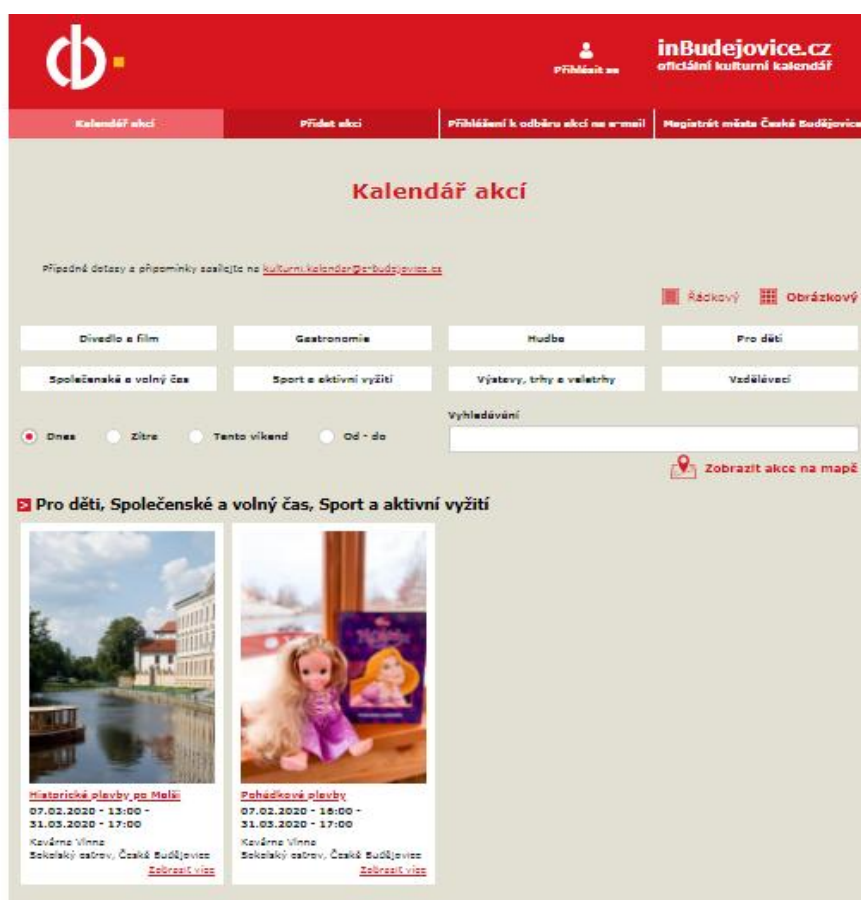 inBudejovice.cz
oficiální kulturní kalendář
Přihlásit se
Kalendář akcí
Přidat akci
Přihlášení k odběru akcí na e-mail
Magistrát města České Budějovice
Kalendář akcí
Případné dotazy a připomínky zasílejte na kulturni.kalendar@c-budejovice.cz
Řádkový
Obrázkový
Divadlo a film
Gastronomie
Hudba
Pro děti
Společenské a volný čas
Sport a aktivní vyžití
Výstavy, trhy a veletrhy
Vzdělávací
Dnes
Zítra
Tento víkend
Od - do
Vyhledávání
Zobrazit akce na mapě
Pro děti, Společenské a volný čas, Sport a aktivní vyžití
Historické plavby po Malši
07.02.2020 - 13:00 -
31.03.2020 - 17:00
Kavárna Vlnna
Sokolský ostrov, České Budějovice
Zobrazit více
Pohádkové plavby
07.02.2020 - 16:00 -
31.03.2020 - 17:00
Kavárna Vlnna
Sokolský ostrov, České Budějovice
Zobrazit více